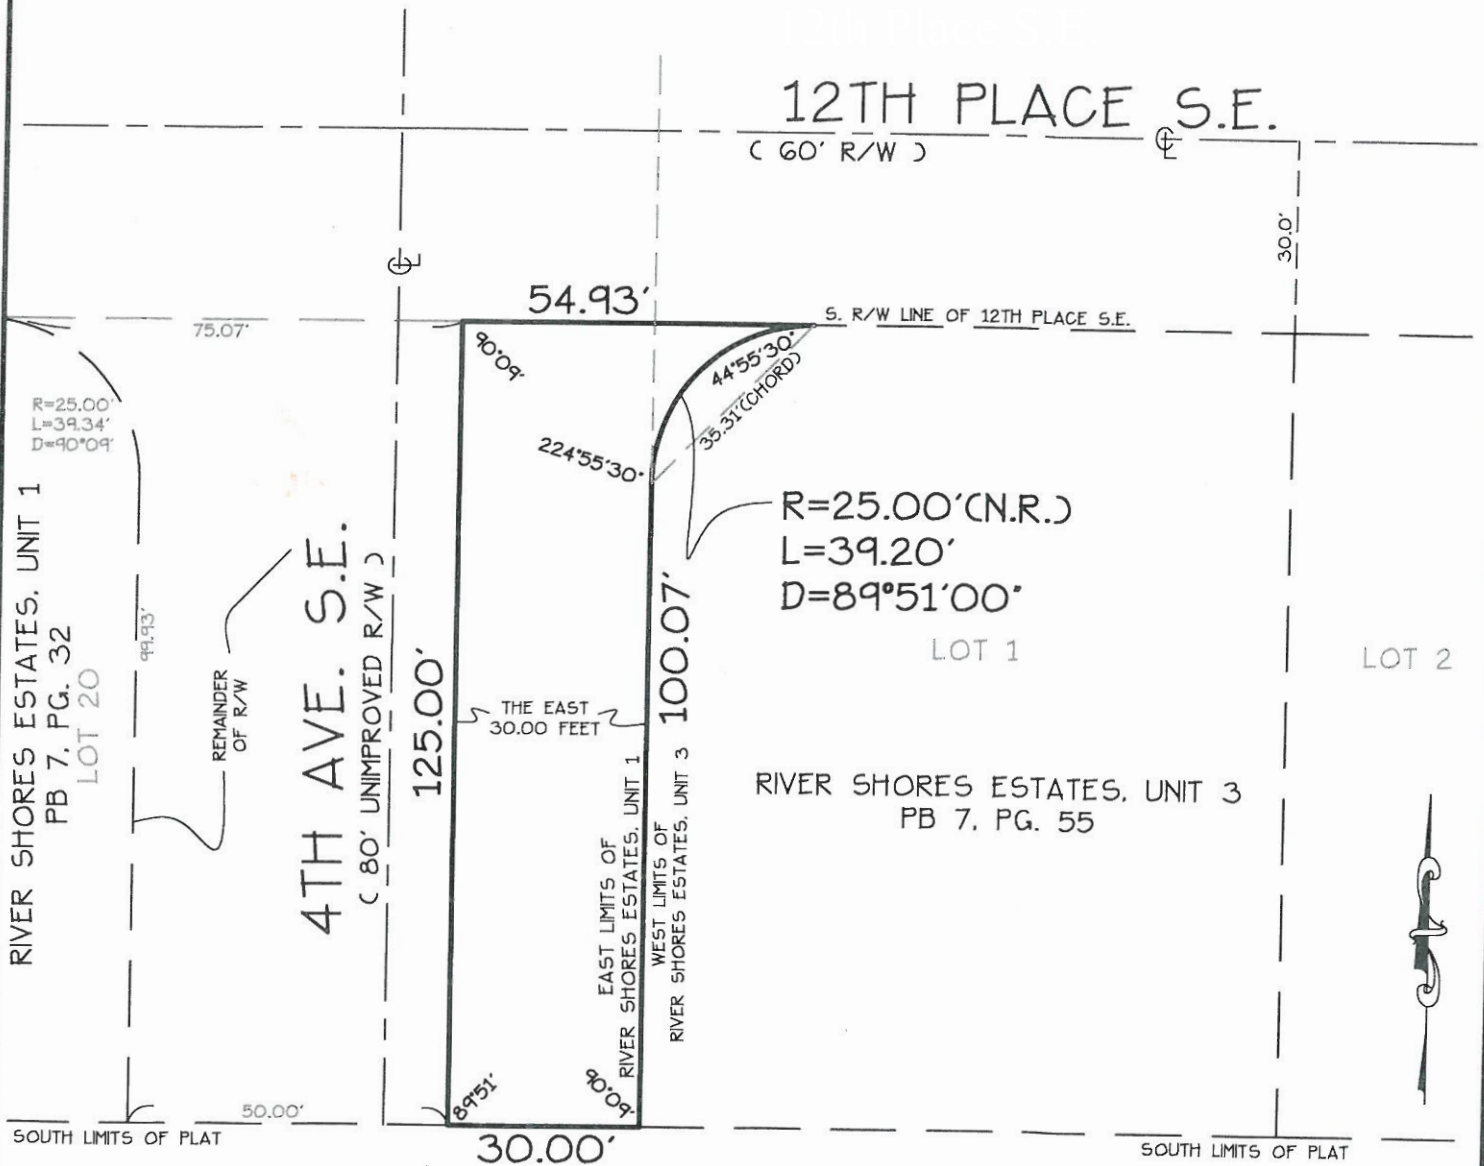 12TH PLACE S.E.
( 60' R/W )
30.0'
54.93'
S. R/W LINE OF 12TH PLACE S.E.
75.07'
90°09'
44°55'30"
35.31'(CHORD)
224°55'30"
R=25.00'
L=39.34'
D=90°09'
R=25.00'(N.R.)
L=39.20'
D=89°51'00"
RIVER SHORES ESTATES, UNIT 1
PB 7, PG. 32
LOT 20
99.93'
REMAINDER
OF R/W
4TH AVE. S.E.
( 80' UNIMPROVED R/W )
125.00'
THE EAST
30.00 FEET
100.07'
LOT 1
LOT 2
EAST LIMITS OF
RIVER SHORES ESTATES, UNIT 1
WEST LIMITS OF
RIVER SHORES ESTATES, UNIT 3
RIVER SHORES ESTATES, UNIT 3
PB 7, PG. 55
89°51'
90°09'
50.00'
30.00'
SOUTH LIMITS OF PLAT
SOUTH LIMITS OF PLAT